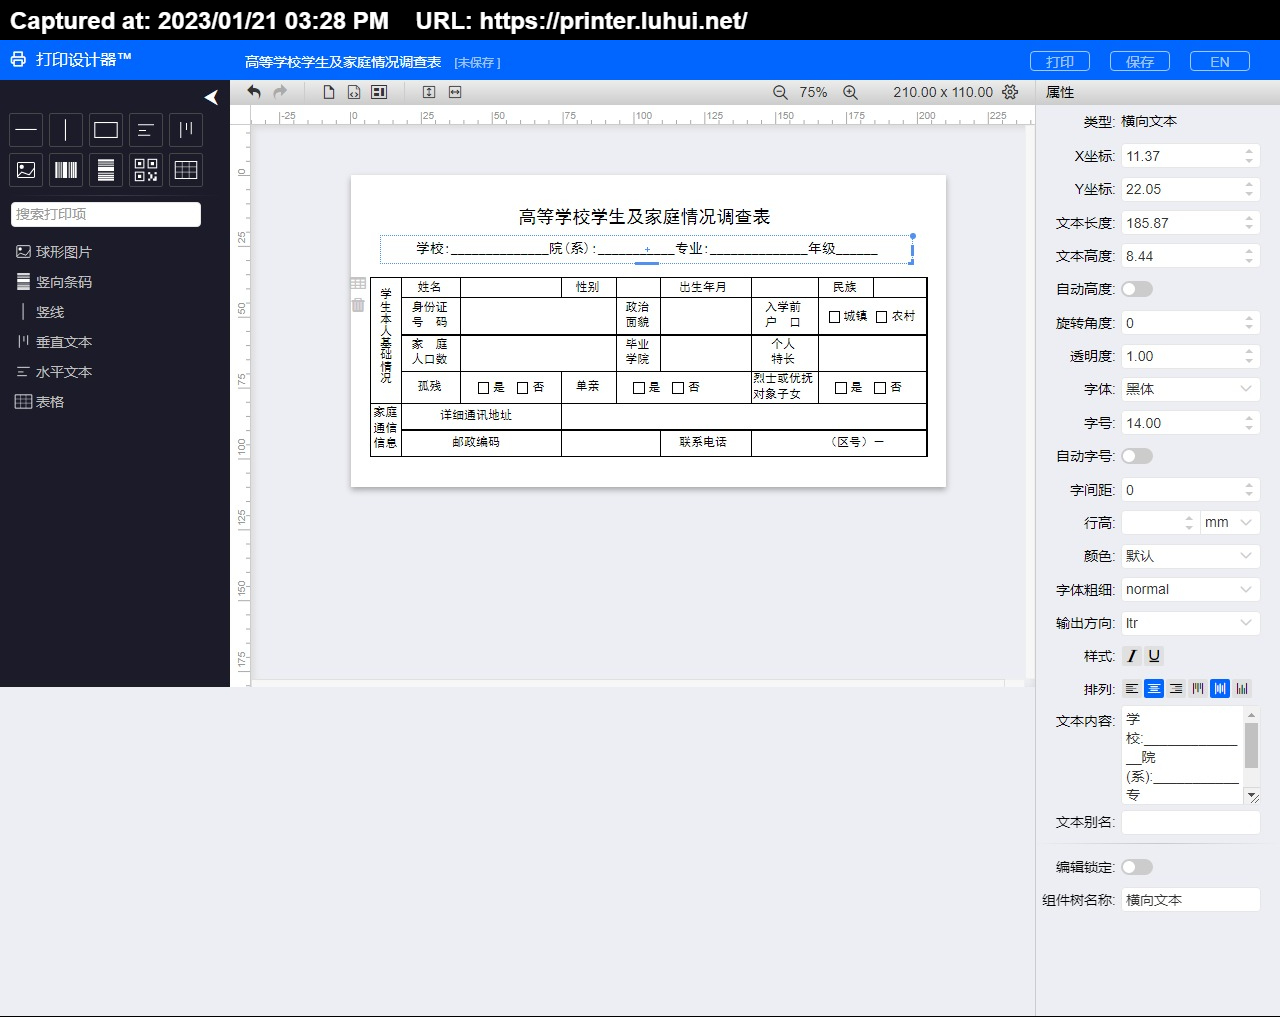 Captured at: 2023/01/21 03:28 PM URL: https://printer.luhui.net/
打印设计器™
高等学校学生及家庭情况调查表 [未保存]
打印 保存 EN
75% 210.00 x 110.00
属性
-25 0 25 50 75 100 125 150 175 200 225
0 25 50 75 100 125 150 175
搜索打印项
球形图片
竖向条码
竖线
垂直文本
水平文本
表格
高等学校学生及家庭情况调查表
学校:______________院(系):___________专业:______________年级______
学生本人基础情况
姓名 性别 出生年月 民族
身份证号 码 政治面貌 入学前户 口 城镇 农村
家 庭人口数 毕业学院 个人特长
孤残 是 否 单亲 是 否 烈士或优抚对象子女 是 否
家庭通信信息
详细通讯地址
邮政编码 联系电话 (区号)—
类型: 横向文本
X坐标: 11.37
Y坐标: 22.05
文本长度: 185.87
文本高度: 8.44
自动高度:
旋转角度: 0
透明度: 1.00
字体: 黑体
字号: 14.00
自动字号:
字间距: 0
行高: mm
颜色: 默认
字体粗细: normal
输出方向: ltr
样式: I U
排列:
文本内容: 学
校:____________
__院
(系):___________
专
文本别名:
编辑锁定:
组件树名称: 横向文本